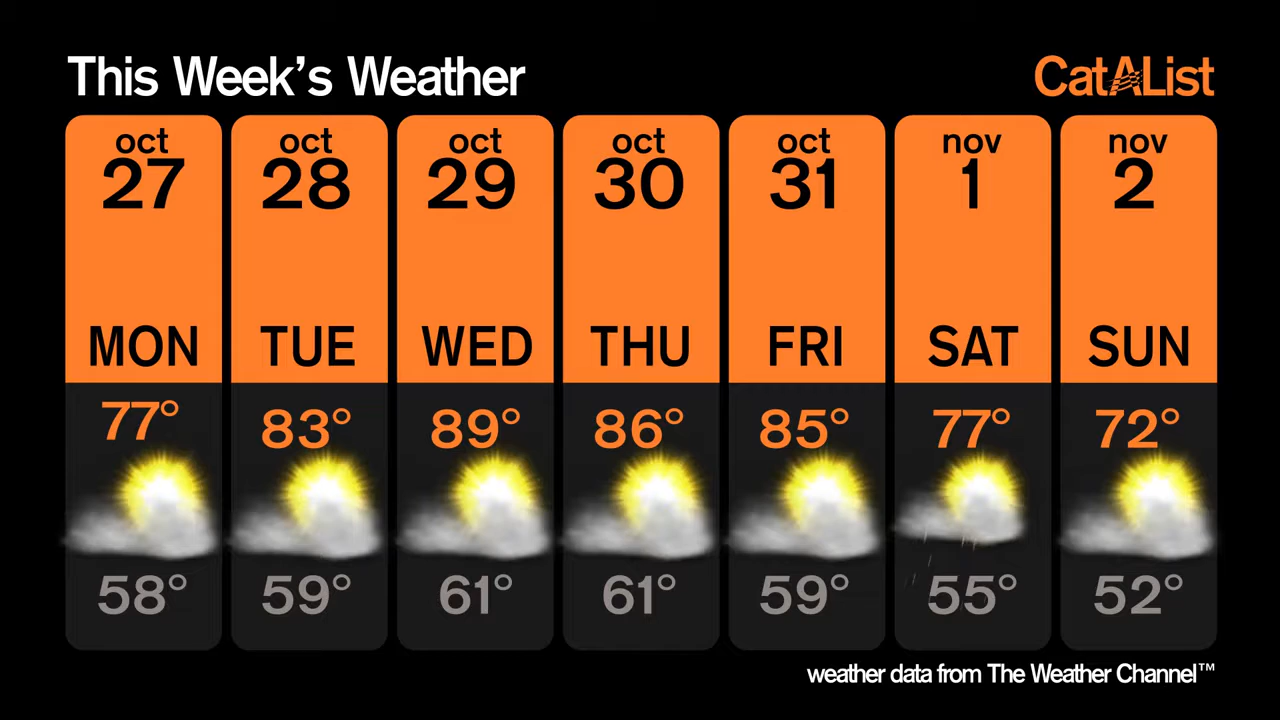 This Week's Weather
CatAList
oct oct oct oct oct nov nov
27 28 29 30 31 1 2
MON TUE WED THU FRI SAT SUN
77° 83° 89° 86° 85° 77° 72°
58° 59° 61° 61° 59° 55° 52°
weather data from The Weather Channel™